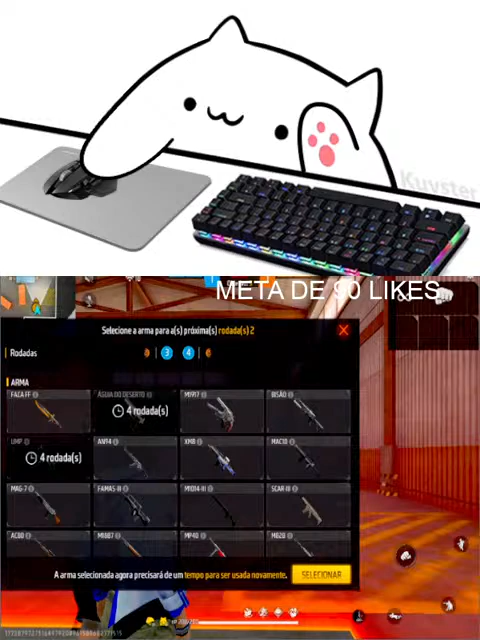 Kuvster
META DE 90 LIKES
Selecione a arma para a(s) próxima(s) rodada(s) 2
Rodadas
3 4
ARMA
FACA FF
ÁGUIA DO DESERTO
M1917
BISÃO
4 rodada(s)
UMP
AN94
XM8
MAC10
4 rodada(s)
MAG-7
FAMAS-III
M1014-III
SCAR III
AC80
M1887
MP40
A arma selecionada agora precisará de um tempo para ser usada novamente.
SELECIONAR